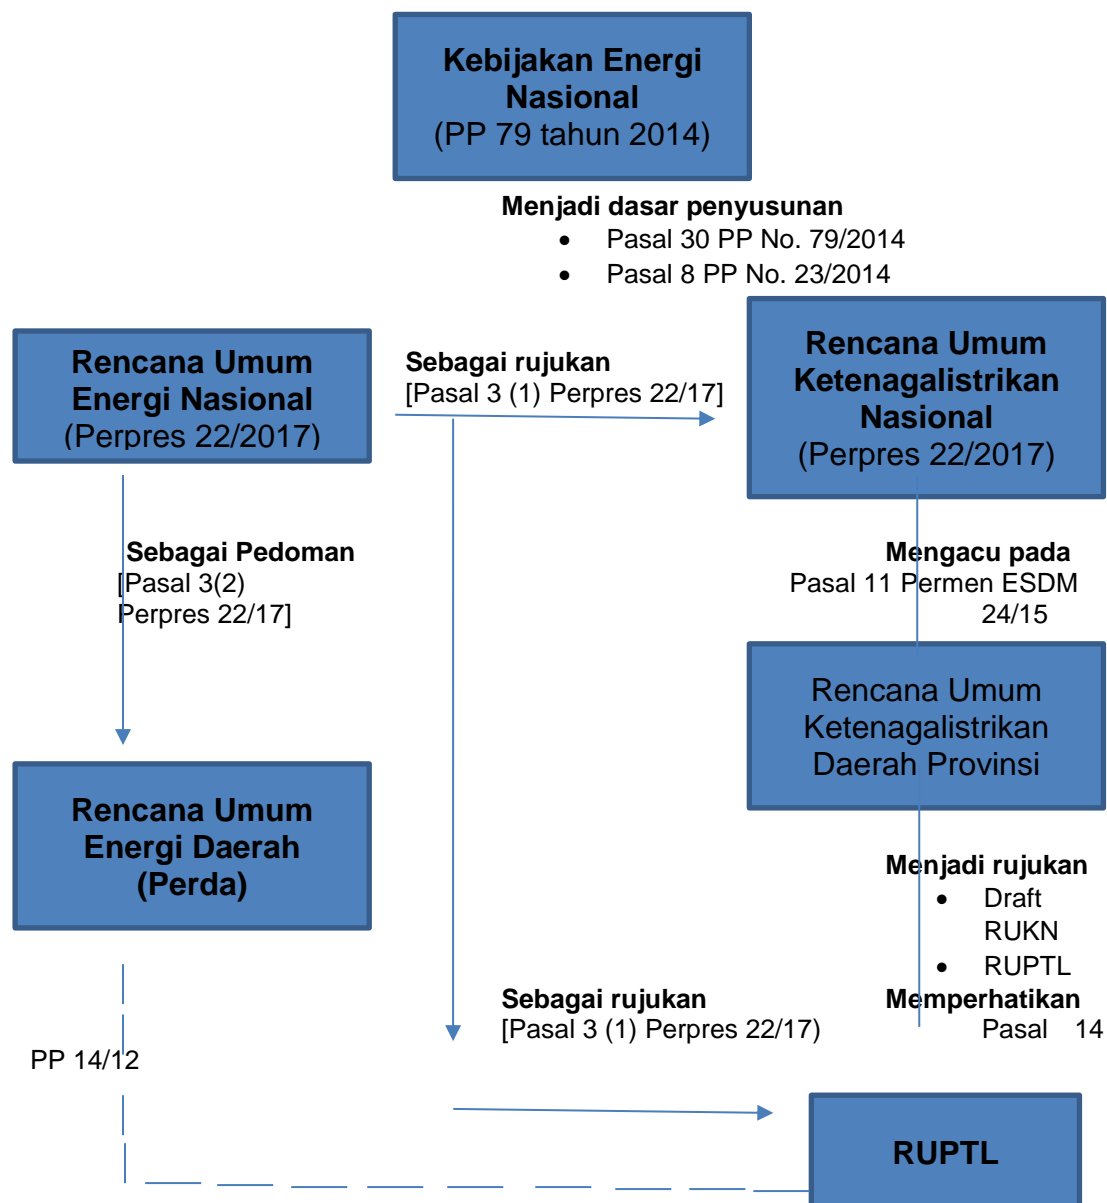 Kebijakan Energi
Nasional
(PP 79 tahun 2014)
Menjadi dasar penyusunan
• Pasal 30 PP No. 79/2014
• Pasal 8 PP No. 23/2014
Rencana Umum
Energi Nasional
(Perpres 22/2017)
Sebagai rujukan
[Pasal 3 (1) Perpres 22/17]
Rencana Umum
Ketenagalistrikan
Nasional
(Perpres 22/2017)
Sebagai Pedoman
[Pasal 3(2)
Perpres 22/17]
Mengacu pada
Pasal 11 Permen ESDM
24/15
Rencana Umum
Ketenagalistrikan
Daerah Provinsi
Rencana Umum
Energi Daerah
(Perda)
Menjadi rujukan
• Draft
RUKN
• RUPTL
Memperhatikan
Pasal 14
Sebagai rujukan
[Pasal 3 (1) Perpres 22/17)
PP 14/12
RUPTL